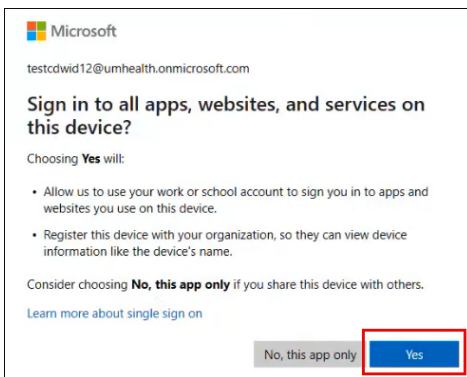 Microsoft
testcdwid12@umhealth.onmicrosoft.com
Sign in to all apps, websites, and services on
this device?
Choosing Yes will:
• Allow us to use your work or school account to sign you in to apps and
websites you use on this device.
• Register this device with your organization, so they can view device
information like the device's name.
Consider choosing No, this app only if you share this device with others.
Learn more about single sign on
No, this app only
Yes